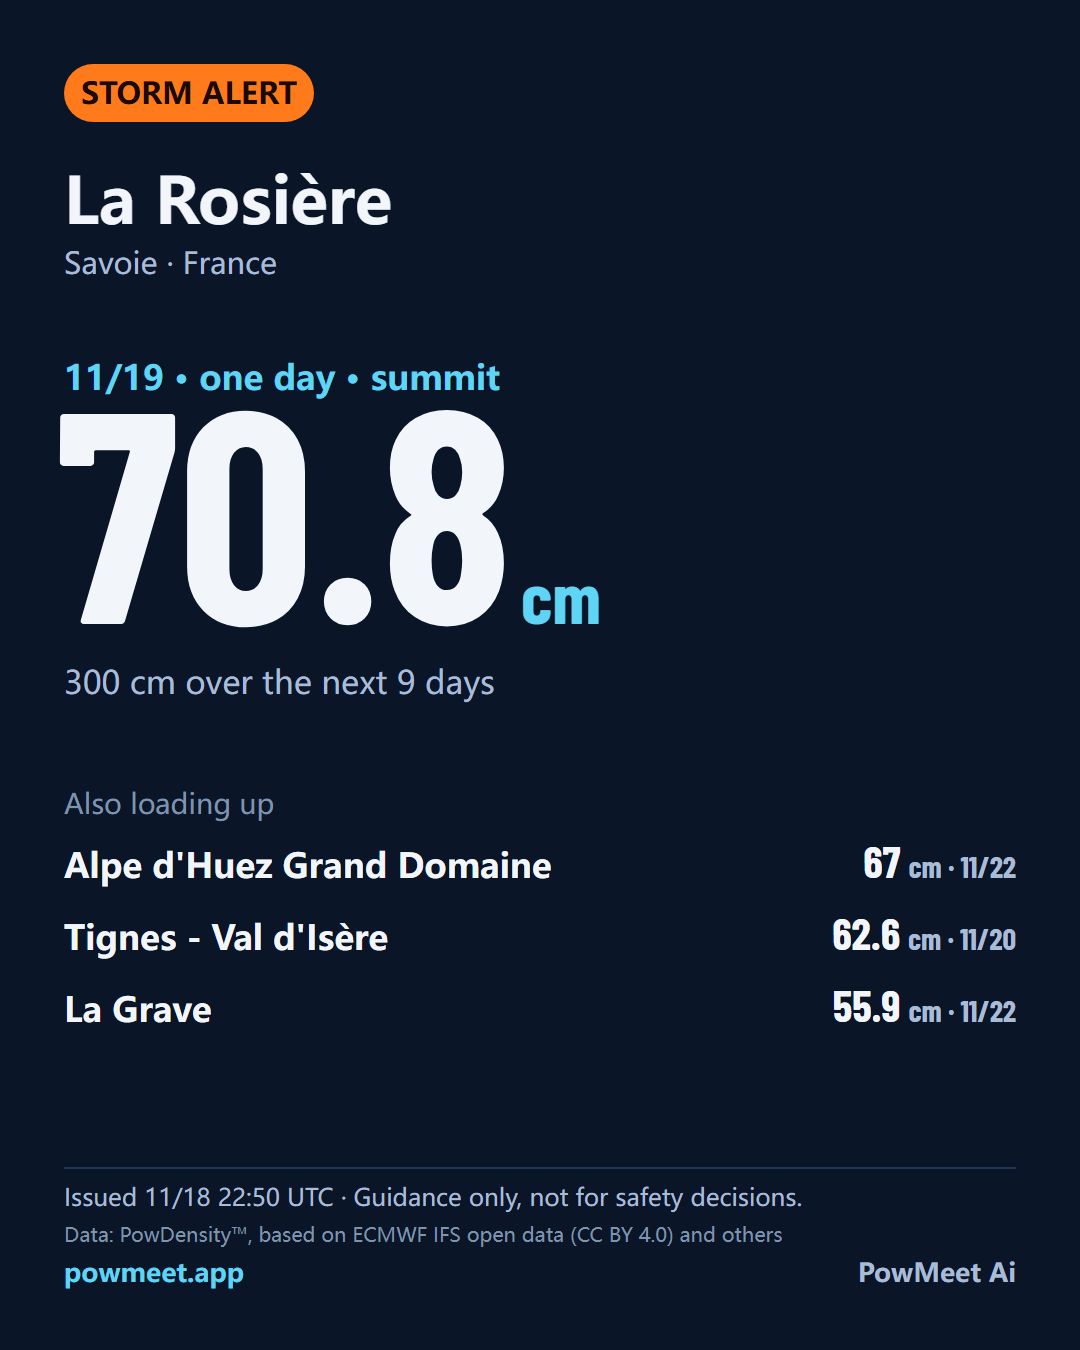 STORM ALERT
La Rosière
Savoie · France
11/19 • one day • summit
70.8 cm
300 cm over the next 9 days
Also loading up
Alpe d'Huez Grand Domaine 67 cm · 11/22
Tignes - Val d'Isère 62.6 cm · 11/20
La Grave 55.9 cm · 11/22
Issued 11/18 22:50 UTC · Guidance only, not for safety decisions.
Data: PowDensity™, based on ECMWF IFS open data (CC BY 4.0) and others
powmeet.app PowMeet Ai